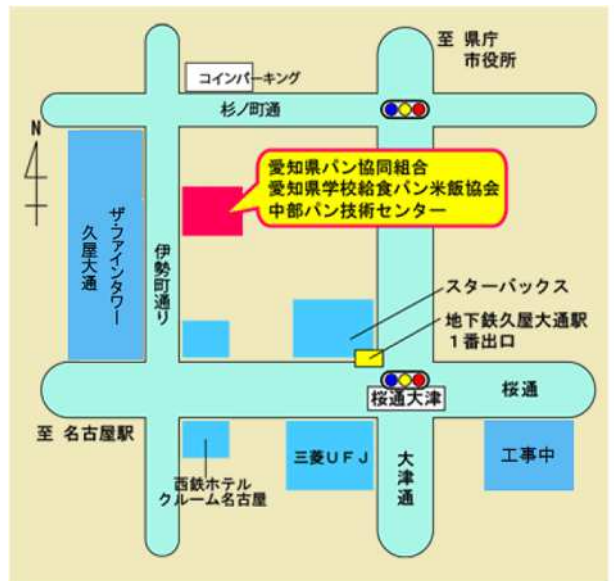 至 県庁
市役所
コインパーキング
杉ノ町通
N
愛知県パン協同組合
愛知県学校給食パン米飯協会
中部パン技術センター
ザ・ファインタワー
久屋大通
伊勢町通り
スターバックス
地下鉄久屋大通駅
1番出口
桜通大津
桜通
至 名古屋駅
西鉄ホテル
クルーム名古屋
三菱UFJ
大津通
工事中